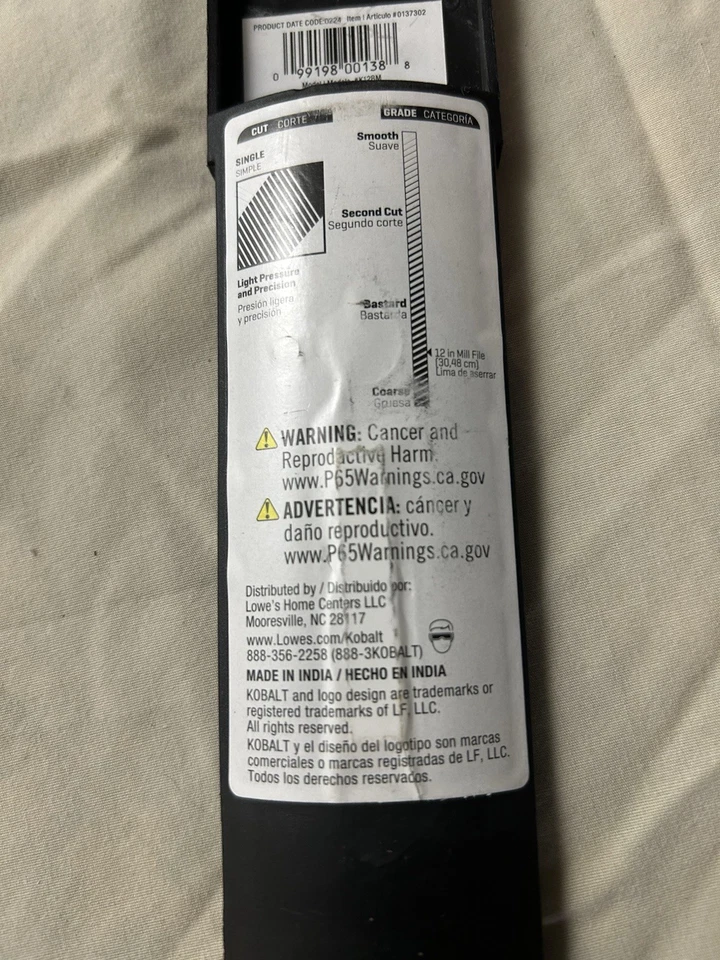 PRODUCT DATE CODE:0224 Item / Artículo #0137302
0 99198 00138 8
CUT CORTE
GRADE CATEGORÍA
SINGLE
SIMPLE
Light Pressure
and Precision
Presión ligera
y precisión
Smooth
Suave
Second Cut
Segundo corte
Bastard
Bastarda
12 in Mill File
(30,48 cm)
Lima de aserrar
Coarse
Gruesa
WARNING: Cancer and
Reproductive Harm.
www.P65Warnings.ca.gov
ADVERTENCIA: cáncer y
daño reproductivo.
www.P65Warnings.ca.gov
Distributed by / Distribuido por:
Lowe's Home Centers LLC
Mooresville, NC 28117
www.Lowes.com/Kobalt
888-356-2258 (888-3KOBALT)
MADE IN INDIA / HECHO EN INDIA
KOBALT and logo design are trademarks or
registered trademarks of LF, LLC.
All rights reserved.
KOBALT y el diseño del logotipo son marcas
comerciales o marcas registradas de LF, LLC.
Todos los derechos reservados.